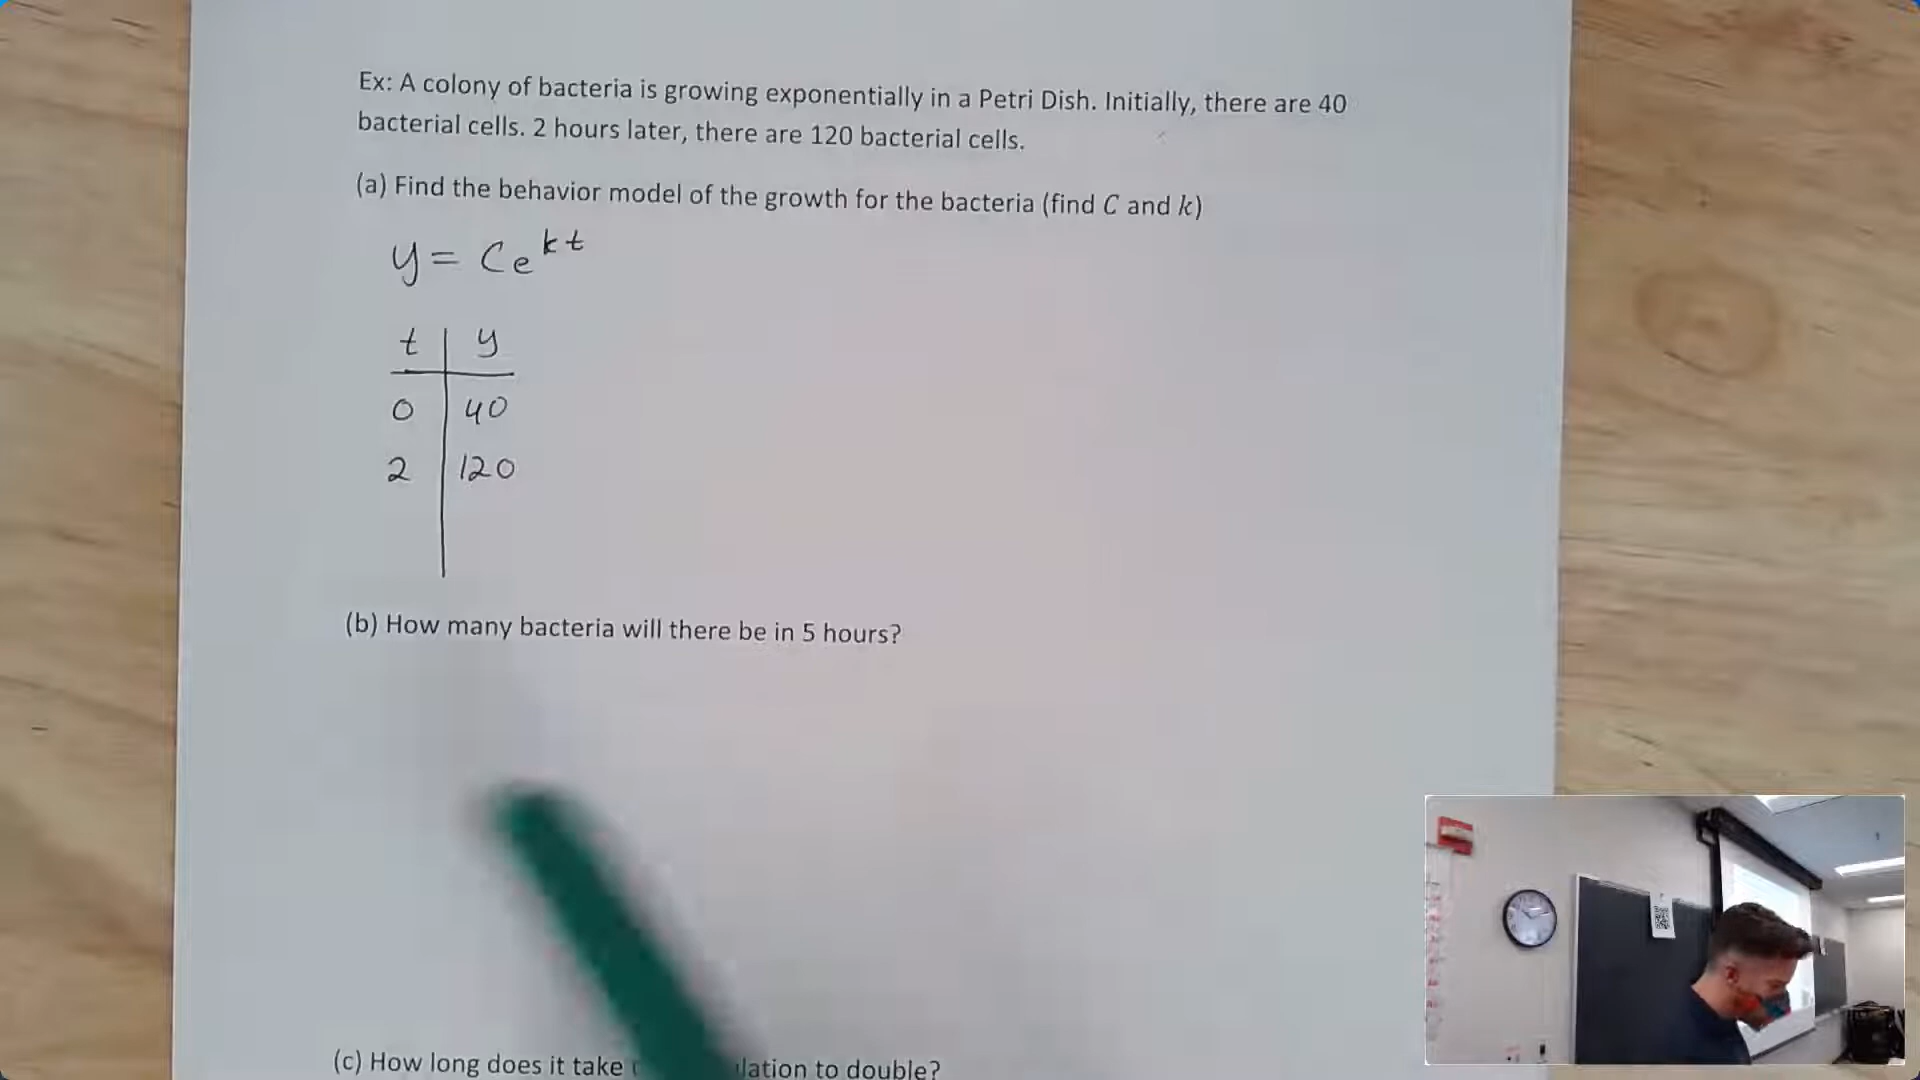 Ex: A colony of bacteria is growing exponentially in a Petri Dish. Initially, there are 40
bacterial cells. 2 hours later, there are 120 bacterial cells.
(a) Find the behavior model of the growth for the bacteria (find C and k)
y = Ce^kt
t y
0 40
2 120
(b) How many bacteria will there be in 5 hours?
(c) How long does it take lation to double?